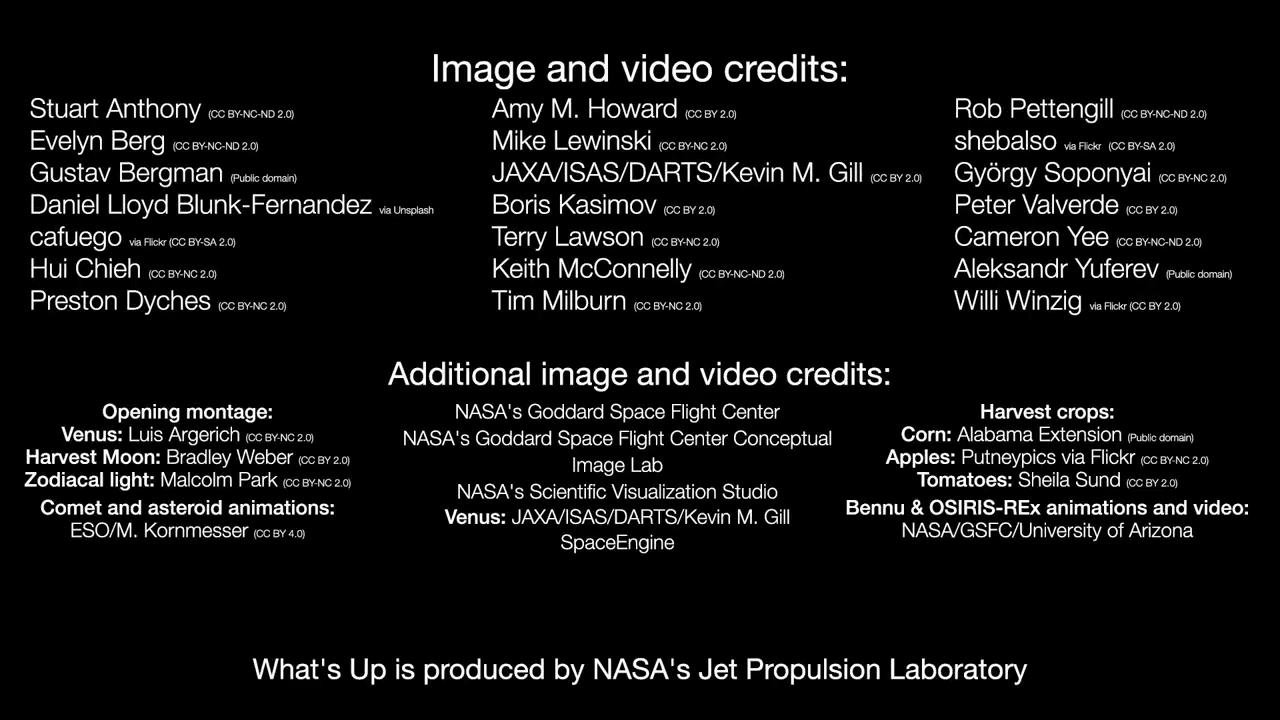 Image and video credits:
Stuart Anthony (CC BY-NC-ND 2.0)
Evelyn Berg (CC BY-NC-ND 2.0)
Gustav Bergman (Public domain)
Daniel Lloyd Blunk-Fernandez via Unsplash
cafuego via Flickr (CC BY-SA 2.0)
Hui Chieh (CC BY-NC 2.0)
Preston Dyches (CC BY-NC 2.0)
Amy M. Howard (CC BY 2.0)
Mike Lewinski (CC BY-NC 2.0)
JAXA/ISAS/DARTS/Kevin M. Gill (CC BY 2.0)
Boris Kasimov (CC BY 2.0)
Terry Lawson (CC BY-NC 2.0)
Keith McConnelly (CC BY-NC-ND 2.0)
Tim Milburn (CC BY-NC 2.0)
Rob Pettengill (CC BY-NC-ND 2.0)
shebalso via Flickr (CC BY-SA 2.0)
György Soponyai (CC BY-NC 2.0)
Peter Valverde (CC BY 2.0)
Cameron Yee (CC BY-NC-ND 2.0)
Aleksandr Yuferev (Public domain)
Willi Winzig via Flickr (CC BY 2.0)
Additional image and video credits:
Opening montage:
Venus: Luis Argerich (CC BY-NC 2.0)
Harvest Moon: Bradley Weber (CC BY 2.0)
Zodiacal light: Malcolm Park (CC BY-NC 2.0)
Comet and asteroid animations:
ESO/M. Kornmesser (CC BY 4.0)
NASA's Goddard Space Flight Center
NASA's Goddard Space Flight Center Conceptual
Image Lab
NASA's Scientific Visualization Studio
Venus: JAXA/ISAS/DARTS/Kevin M. Gill
SpaceEngine
Harvest crops:
Corn: Alabama Extension (Public domain)
Apples: Putneypics via Flickr (CC BY-NC 2.0)
Tomatoes: Sheila Sund (CC BY 2.0)
Bennu & OSIRIS-REx animations and video:
NASA/GSFC/University of Arizona
What's Up is produced by NASA's Jet Propulsion Laboratory